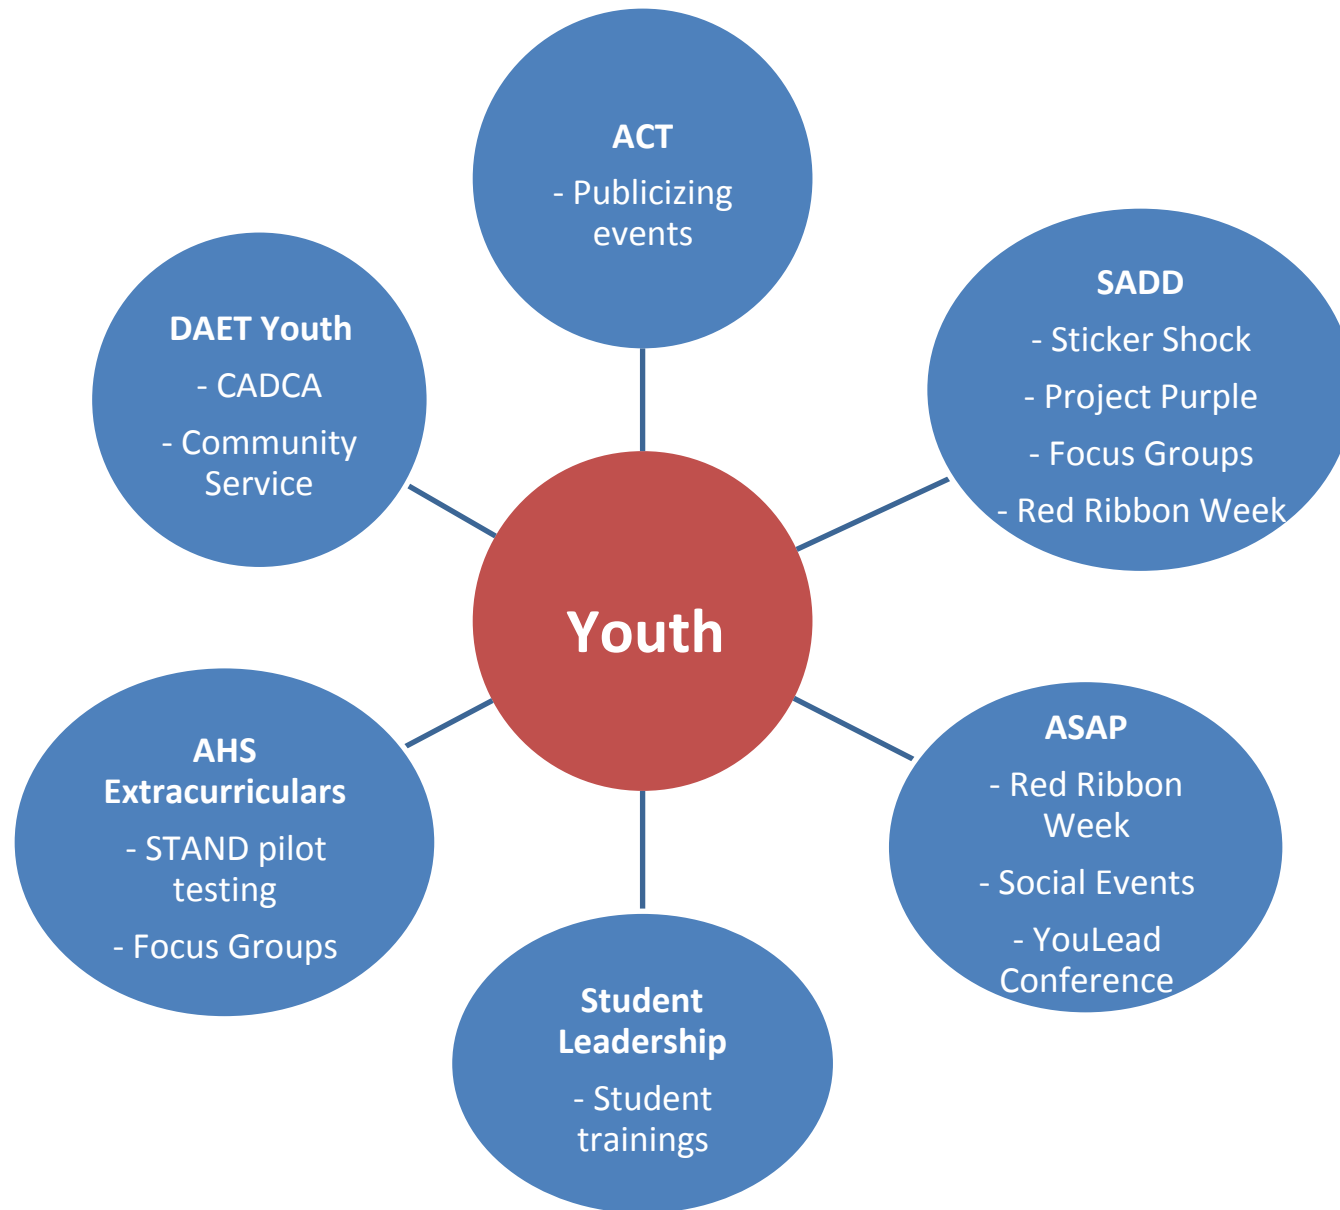 ACT
- Publicizing
events
SADD
- Sticker Shock
- Project Purple
- Focus Groups
- Red Ribbon Week
DAET Youth
- CADCA
- Community
Service
Youth
AHS
Extracurriculars
- STAND pilot
testing
- Focus Groups
ASAP
- Red Ribbon
Week
- Social Events
- YouLead
Conference
Student
Leadership
- Student
trainings